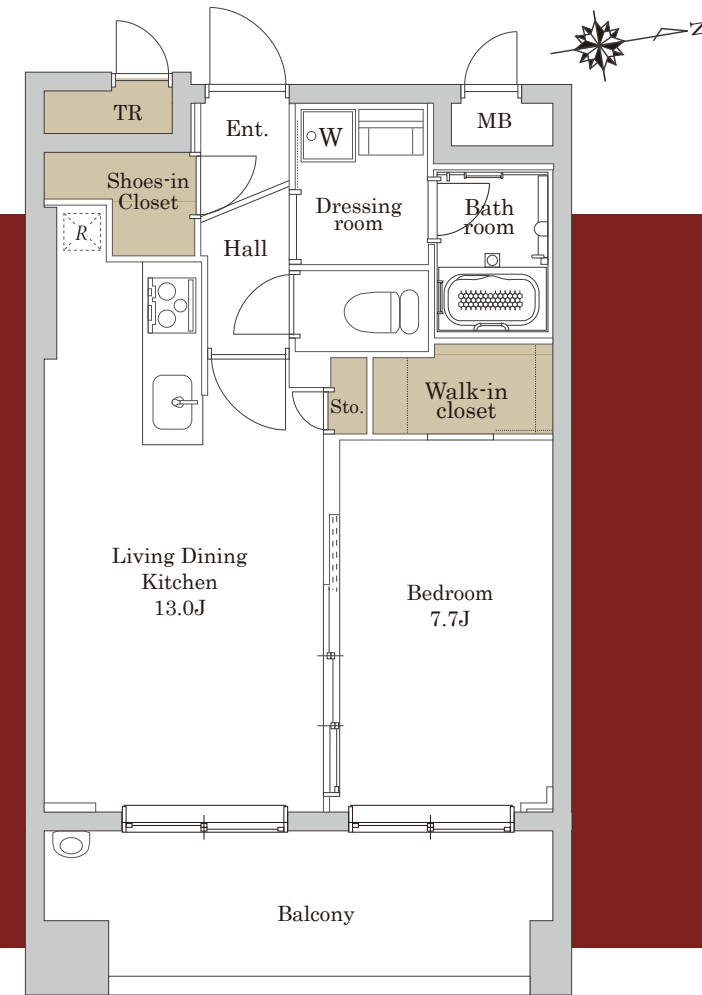 N
TR
Ent.
W
MB
Shoes-in
Closet
R
Hall
Dressing
room
Bath
room
Sto.
Walk-in
closet
Living Dining
Kitchen
13.0J
Bedroom
7.7J
Balcony